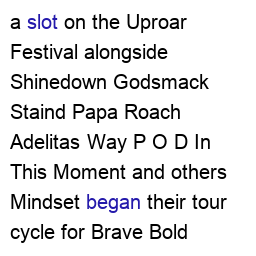 a slot on the Uproar
Festival alongside
Shinedown Godsmack
Staind Papa Roach
Adelitas Way P O D In
This Moment and others
Mindset began their tour
cycle for Brave Bold